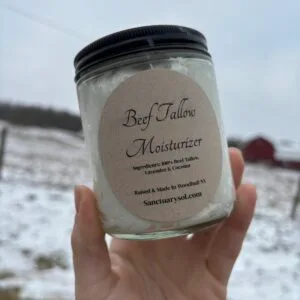 Beef Tallow
Moisturizer
Ingredients: 100% Beef Tallow,
Lavender & Coconut
Raised & Made In Woodhull NY
Sanctuarysol.com